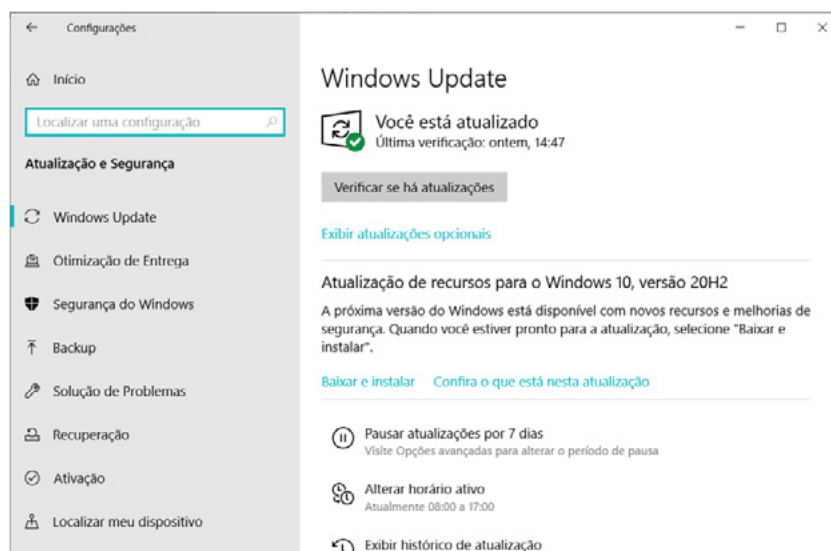 Configurações
Início
Localizar uma configuração
Atualização e Segurança
Windows Update
Otimização de Entrega
Segurança do Windows
Backup
Solução de Problemas
Recuperação
Ativação
Localizar meu dispositivo
Windows Update
Você está atualizado
Última verificação: ontem, 14:47
Verificar se há atualizações
Exibir atualizações opcionais
Atualização de recursos para o Windows 10, versão 20H2
A próxima versão do Windows está disponível com novos recursos e melhorias de
segurança. Quando você estiver pronto para a atualização, selecione "Baixar e
instalar".
Baixar e instalar Confira o que está nesta atualização
Pausar atualizações por 7 dias
Visite Opções avançadas para alterar o período de pausa
Alterar horário ativo
Atualmente 08:00 a 17:00
Exibir histórico de atualização